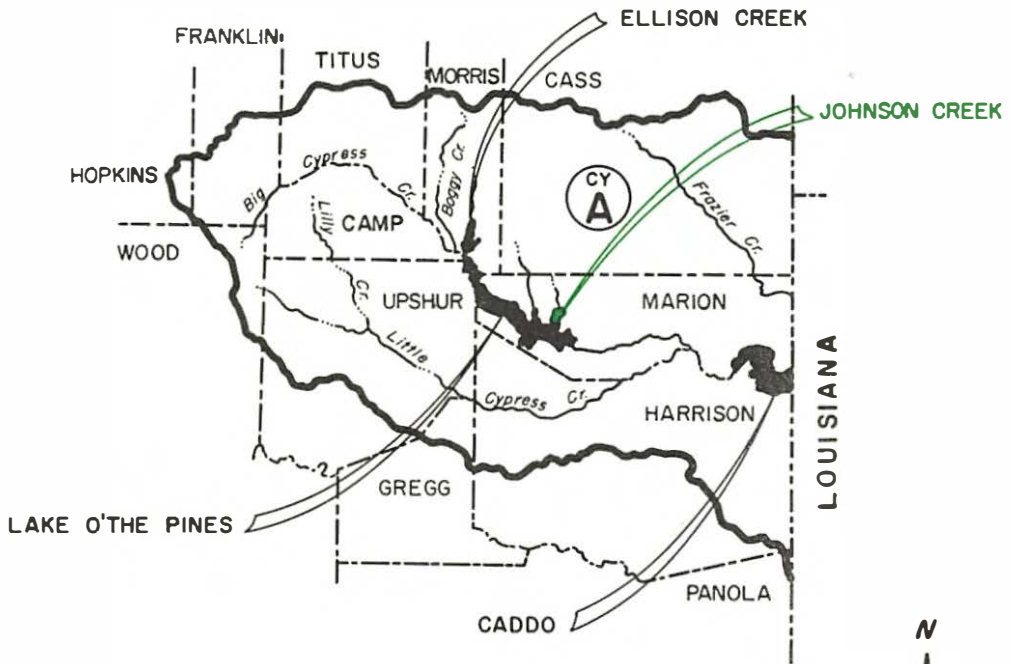 ELLISON CREEK
FRANKLIN
TITUS
MORRIS
CASS
JOHNSON CREEK
HOPKINS
Big
Cypress
Cr.
Boggy Cr.
CY
A
Frazier Cr.
Lilly
Cr.
CAMP
WOOD
UPSHUR
MARION
Little
Cypress
Cr.
HARRISON
LOUISIANA
GREGG
LAKE O'THE PINES
PANOLA
CADDO
N